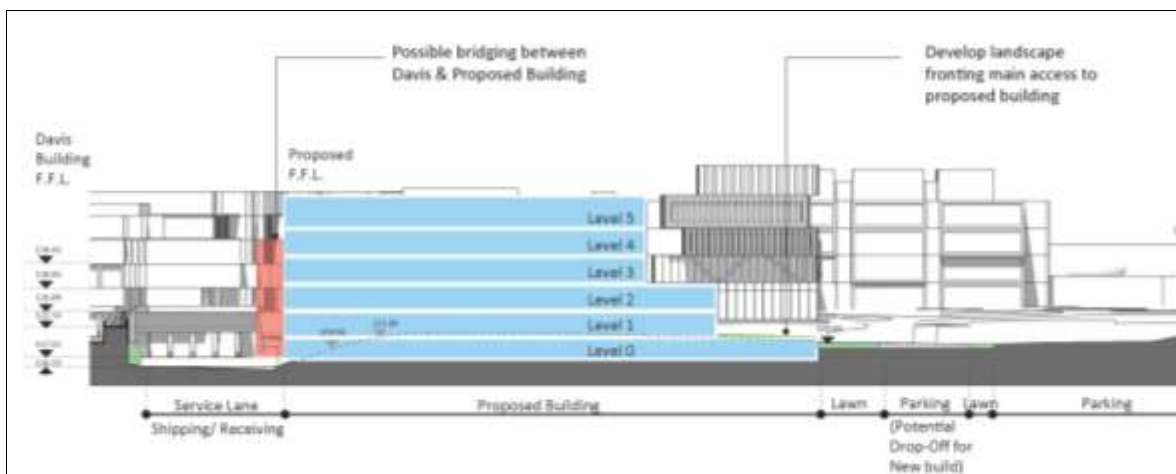 Possible bridging between
Davis & Proposed Building
Develop landscape
fronting main access to
proposed building
Davis
Building
F.F.L.
Proposed
F.F.L.
Level 5
Level 4
Level 3
Level 2
Level 1
Level 0
Service Lane
Shipping/ Receiving
Proposed Building
Lawn
Parking
(Potential
Drop-Off for
New build)
Lawn
Parking